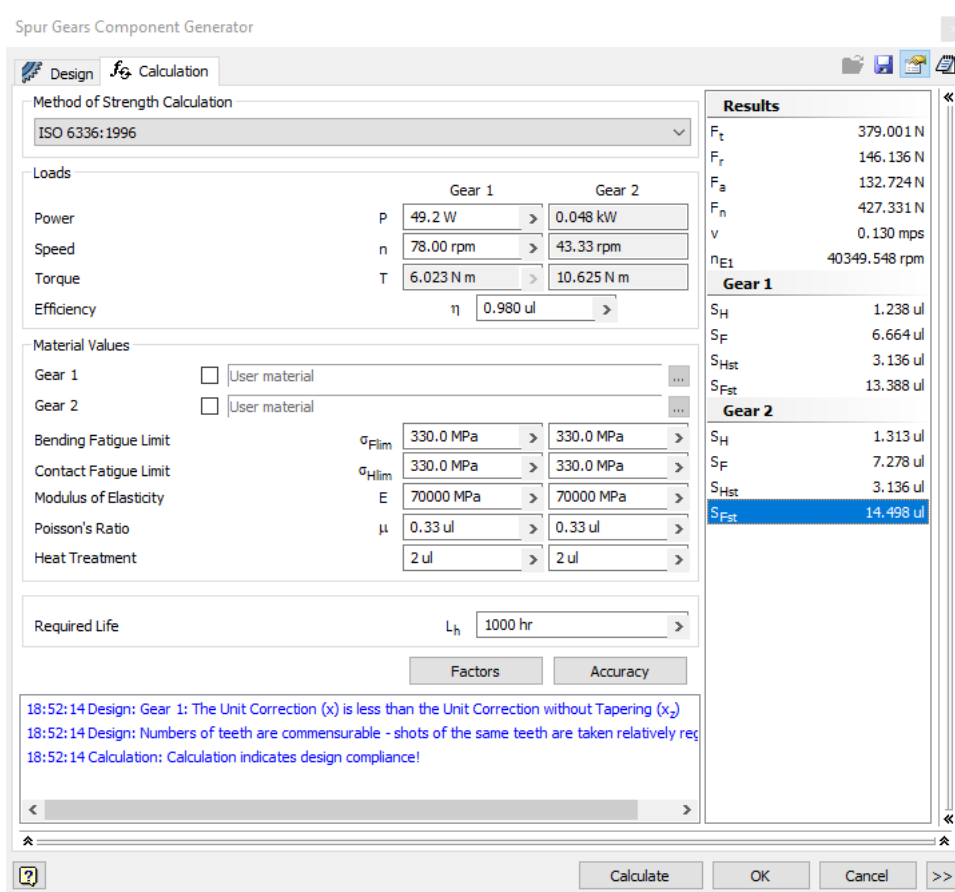 Spur Gears Component Generator
Design
Calculation
Method of Strength Calculation
ISO 6336:1996
Loads
Gear 1 Gear 2
Power P 49.2 W 0.048 kW
Speed n 78.00 rpm 43.33 rpm
Torque T 6.023 N m 10.625 N m
Efficiency η 0.980 ul
Material Values
Gear 1 User material ...
Gear 2 User material ...
Bending Fatigue Limit σFlim 330.0 MPa 330.0 MPa
Contact Fatigue Limit σHlim 330.0 MPa 330.0 MPa
Modulus of Elasticity E 70000 MPa 70000 MPa
Poisson's Ratio μ 0.33 ul 0.33 ul
Heat Treatment 2 ul 2 ul
Required Life Lh 1000 hr
Factors Accuracy
18:52:14 Design: Gear 1: The Unit Correction (x) is less than the Unit Correction without Tapering (xz)
18:52:14 Design: Numbers of teeth are commensurable - shots of the same teeth are taken relatively reg
18:52:14 Calculation: Calculation indicates design compliance!
Results
Ft 379.001 N
Fr 146.136 N
Fa 132.724 N
Fn 427.331 N
v 0.130 mps
nE1 40349.548 rpm
Gear 1
SH 1.238 ul
SF 6.664 ul
SHst 3.136 ul
SFst 13.388 ul
Gear 2
SH 1.313 ul
SF 7.278 ul
SHst 3.136 ul
SFst 14.498 ul
Calculate OK Cancel >>